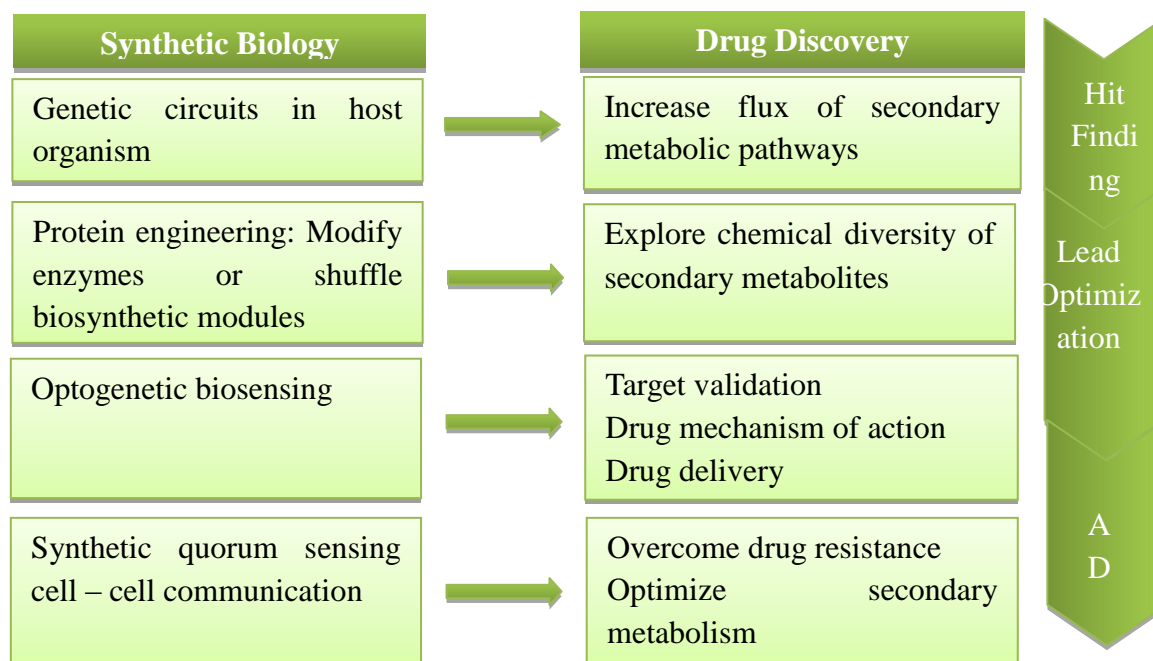 Synthetic Biology
Drug Discovery
Genetic circuits in host
organism
Increase flux of secondary
metabolic pathways
Hit
Findi
ng
Protein engineering: Modify
enzymes or shuffle
biosynthetic modules
Explore chemical diversity of
secondary metabolites
Lead
Optimiz
ation
Optogenetic biosensing
Target validation
Drug mechanism of action
Drug delivery
Synthetic quorum sensing
cell – cell communication
Overcome drug resistance
Optimize secondary
metabolism
A
D